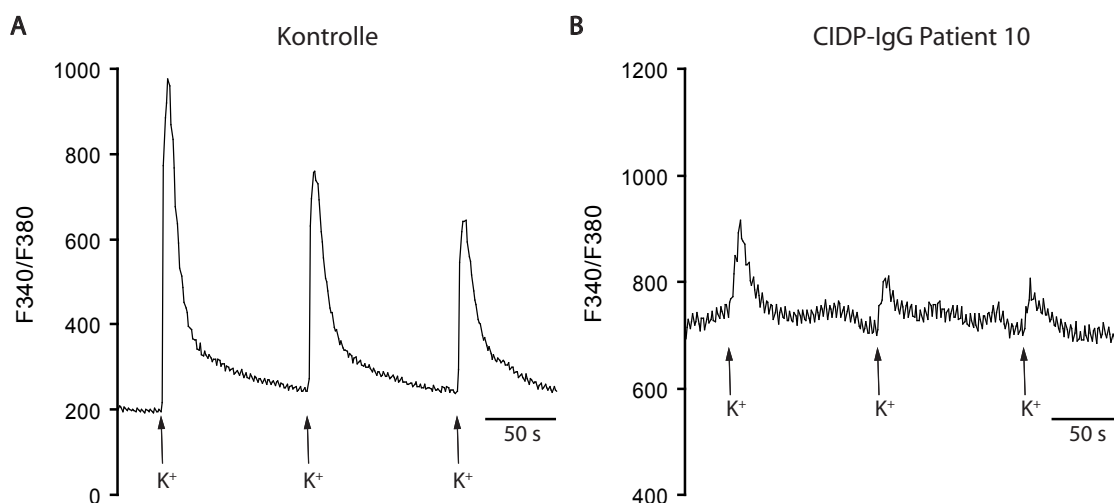 A
Kontrolle
F340/F380
1000
800
600
400
200
0
K+
K+
K+
50 s
B
CIDP-IgG Patient 10
F340/F380
1200
1000
800
600
400
K+
K+
K+
50 s